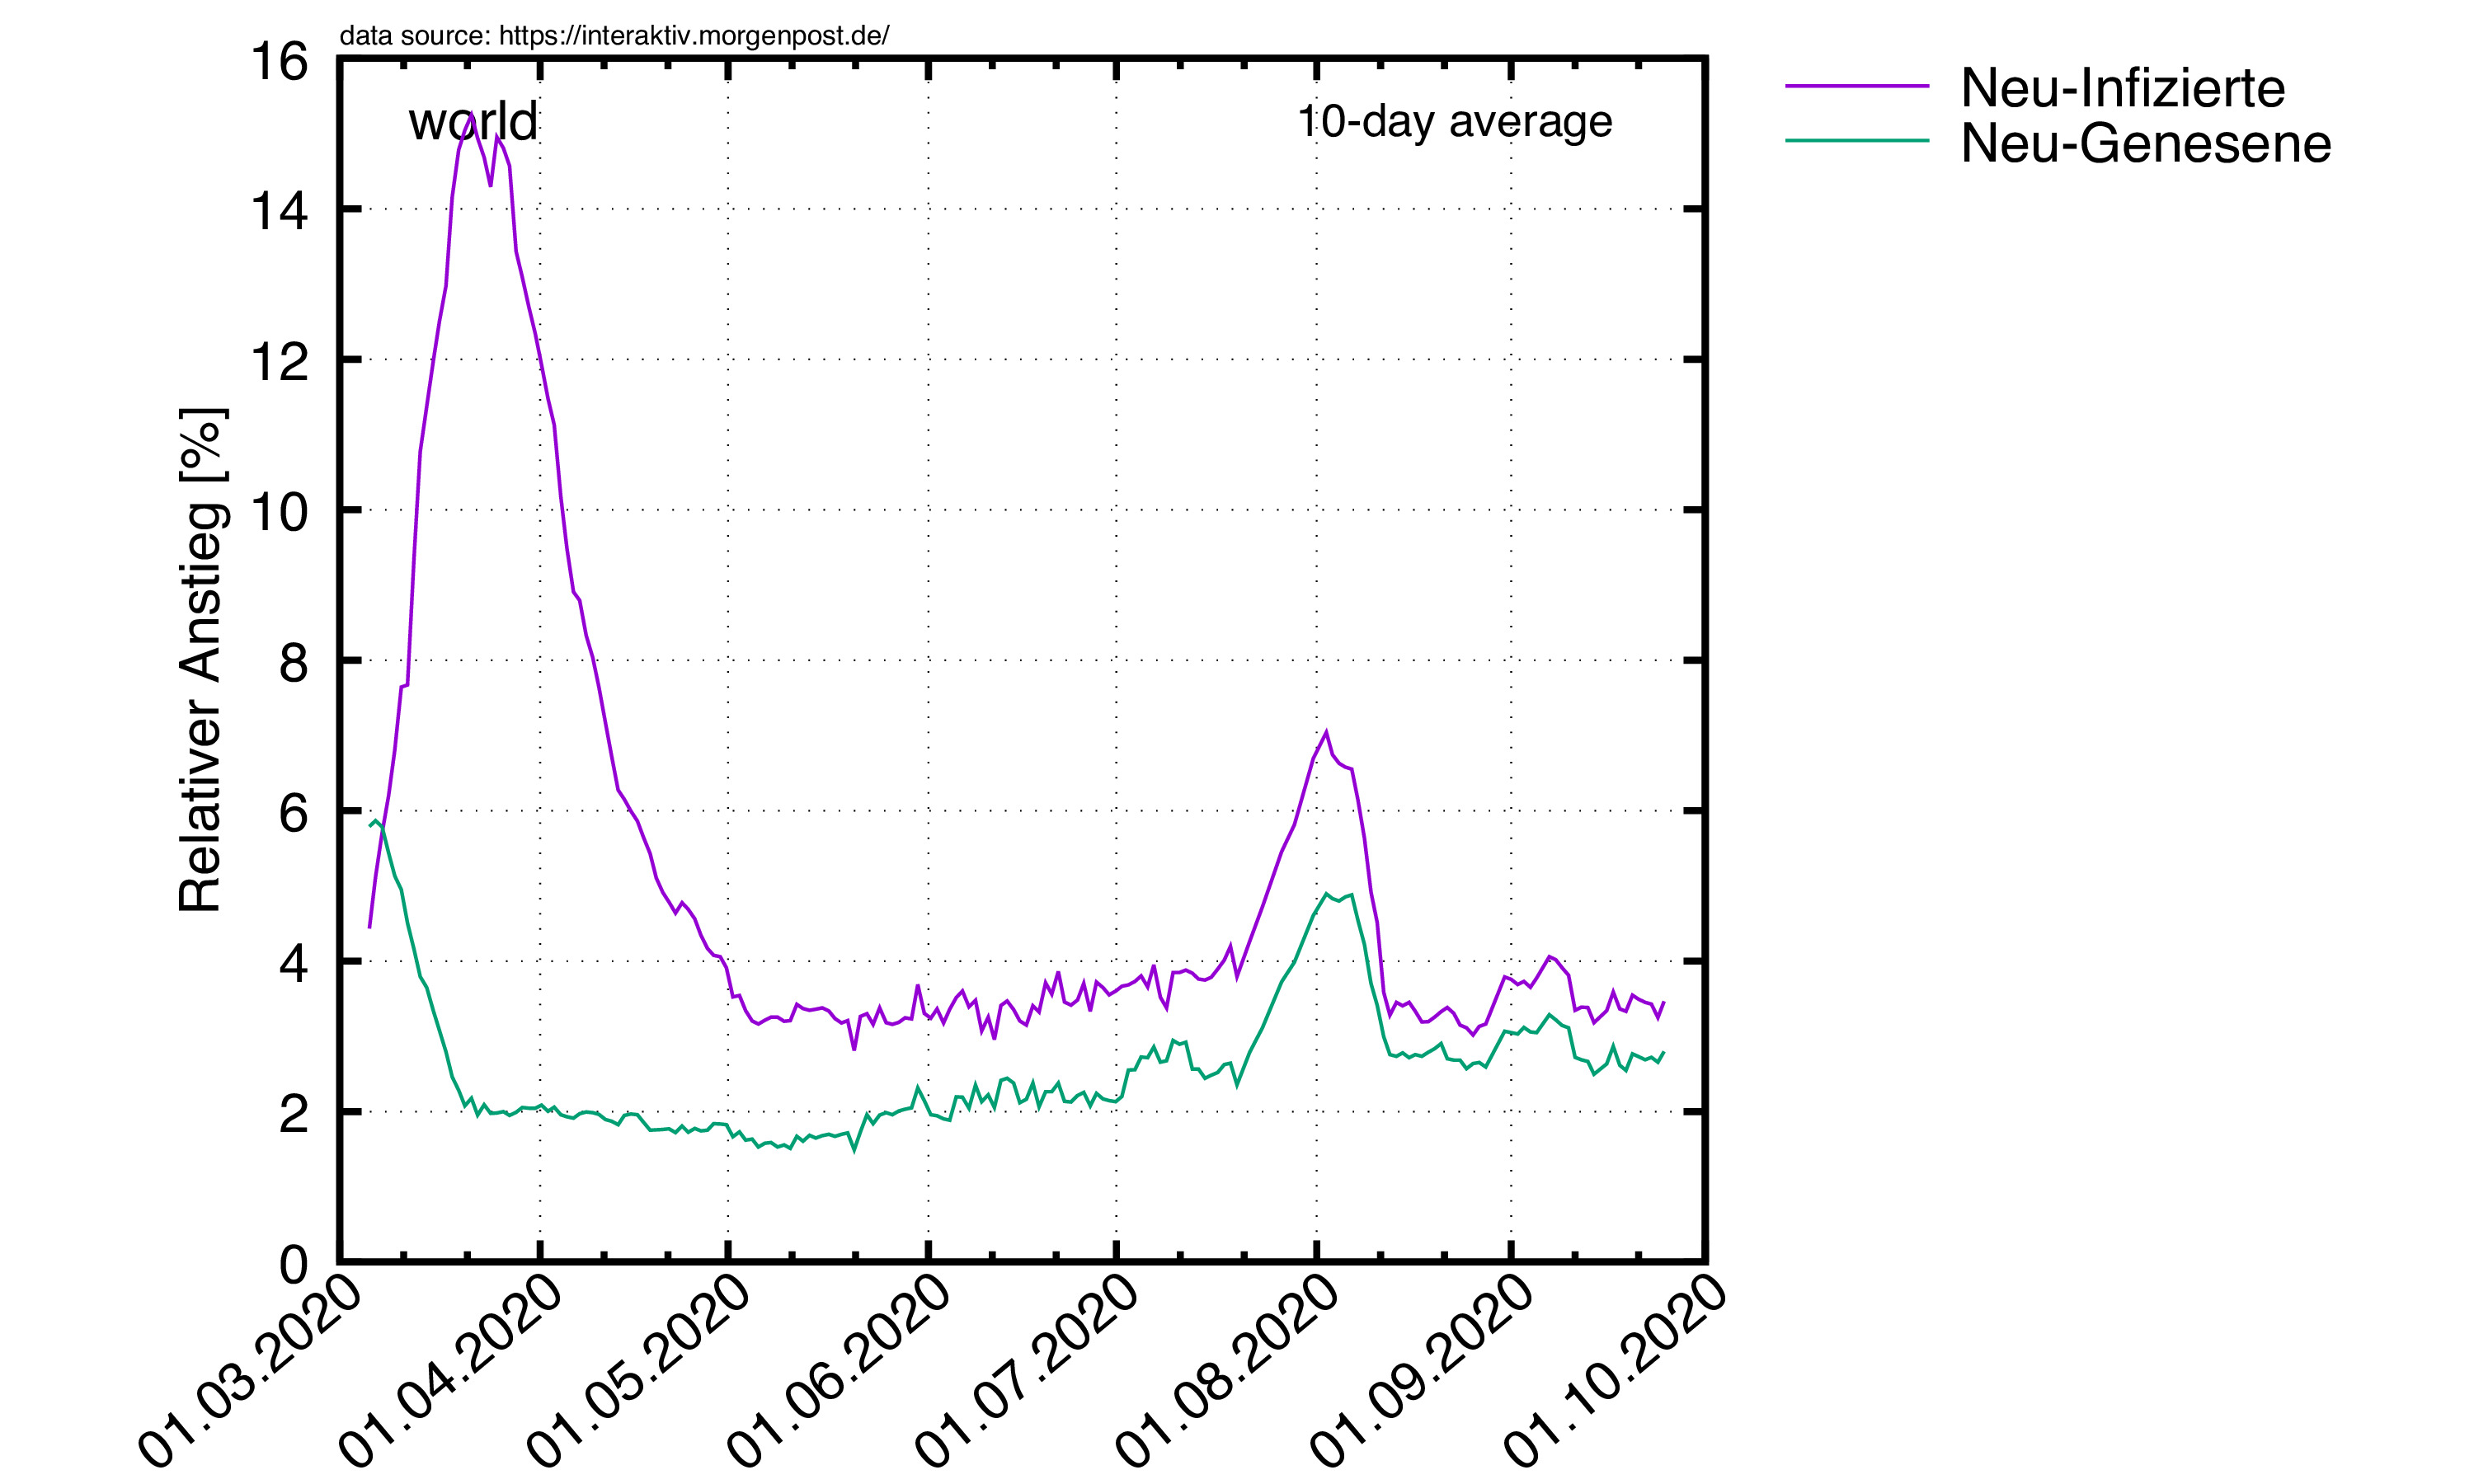 data source: https://interaktiv.morgenpost.de/
world
10-day average
Neu-Infizierte
Neu-Genesene
Relativer Anstieg [%]
16
14
12
10
8
6
4
2
0
01.03.2020
01.04.2020
01.05.2020
01.06.2020
01.07.2020
01.08.2020
01.09.2020
01.10.2020